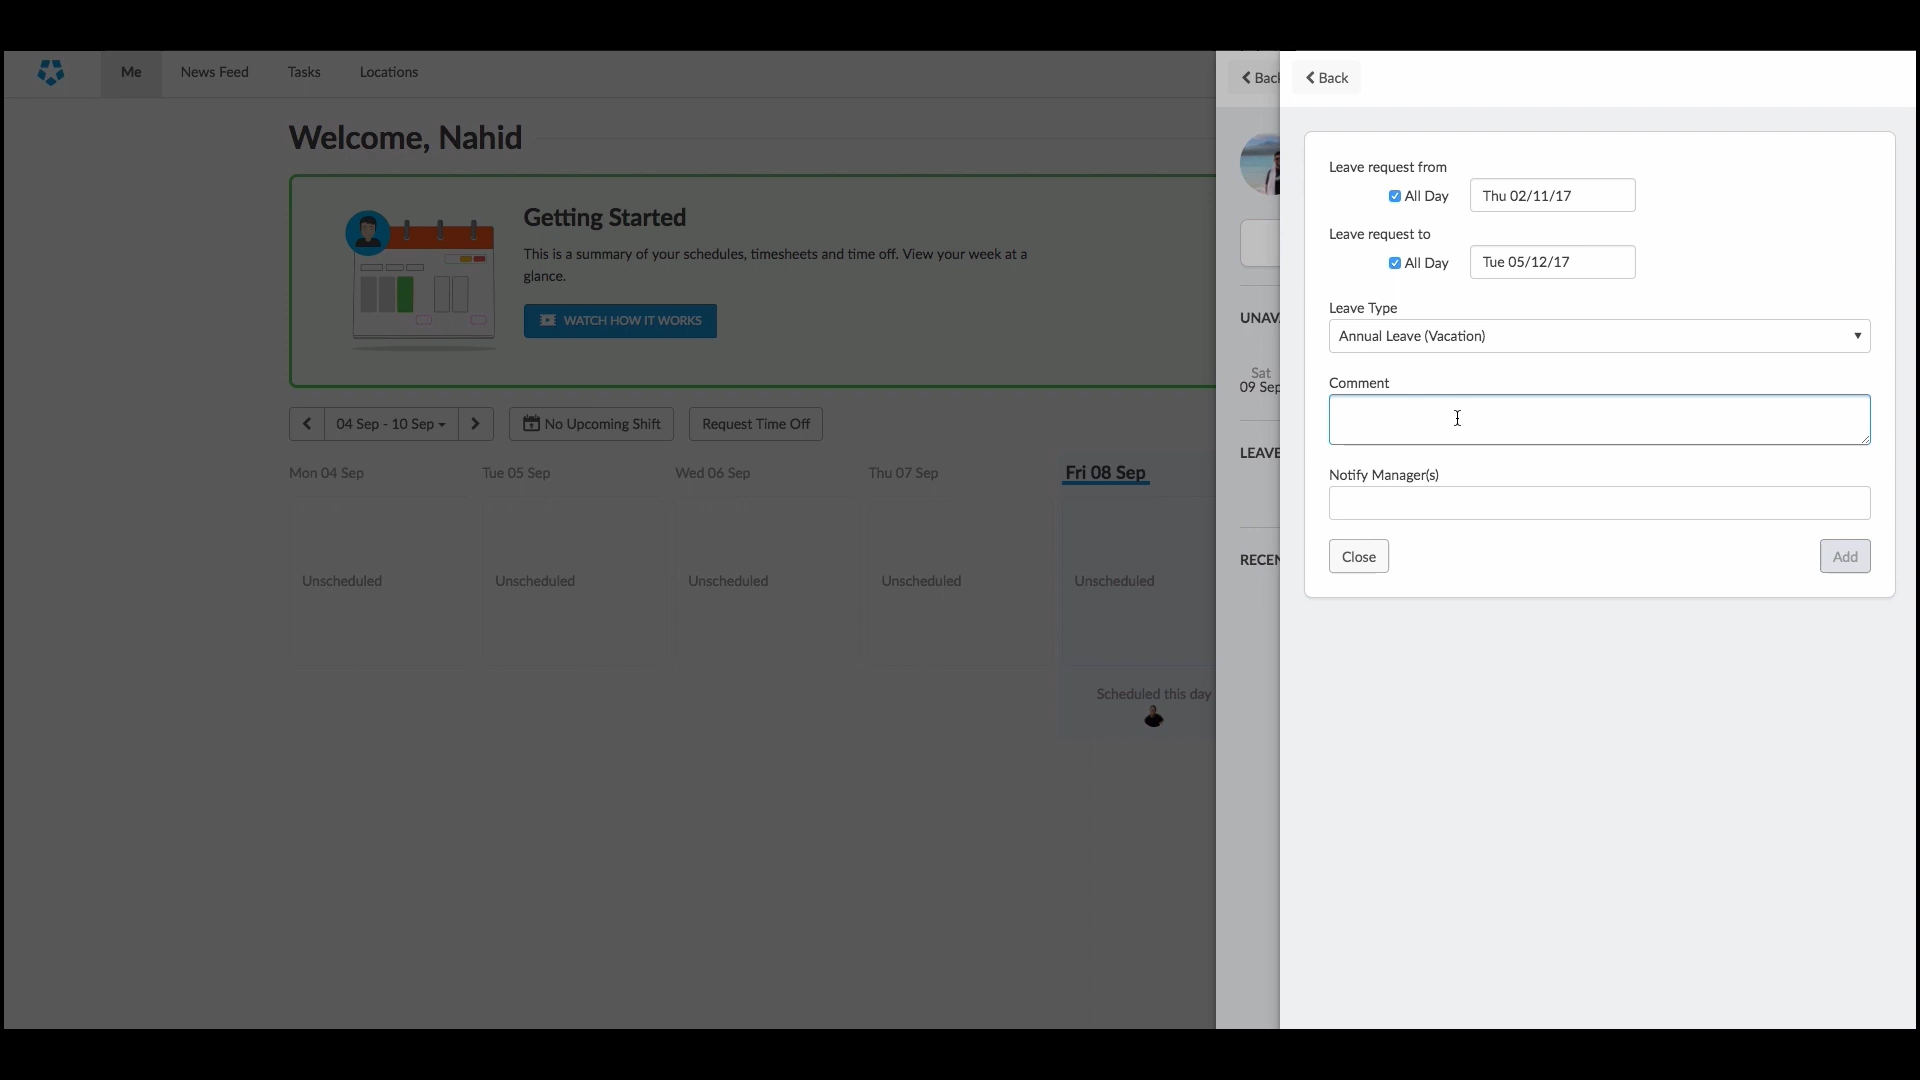 Me
News Feed
Tasks
Locations
Welcome, Nahid
Getting Started
This is a summary of your schedules, timesheets and time off. View your week at a
glance.
WATCH HOW IT WORKS
04 Sep - 10 Sep
No Upcoming Shift
Request Time Off
Mon 04 Sep
Tue 05 Sep
Wed 06 Sep
Thu 07 Sep
Fri 08 Sep
Unscheduled
Unscheduled
Unscheduled
Unscheduled
Unscheduled
Scheduled this day
Back
UNAVA
Sat
09 Sep
LEAVE
RECEN
Back
Leave request from
All Day
Thu 02/11/17
Leave request to
All Day
Tue 05/12/17
Leave Type
Annual Leave (Vacation)
Comment
Notify Manager(s)
Close
Add